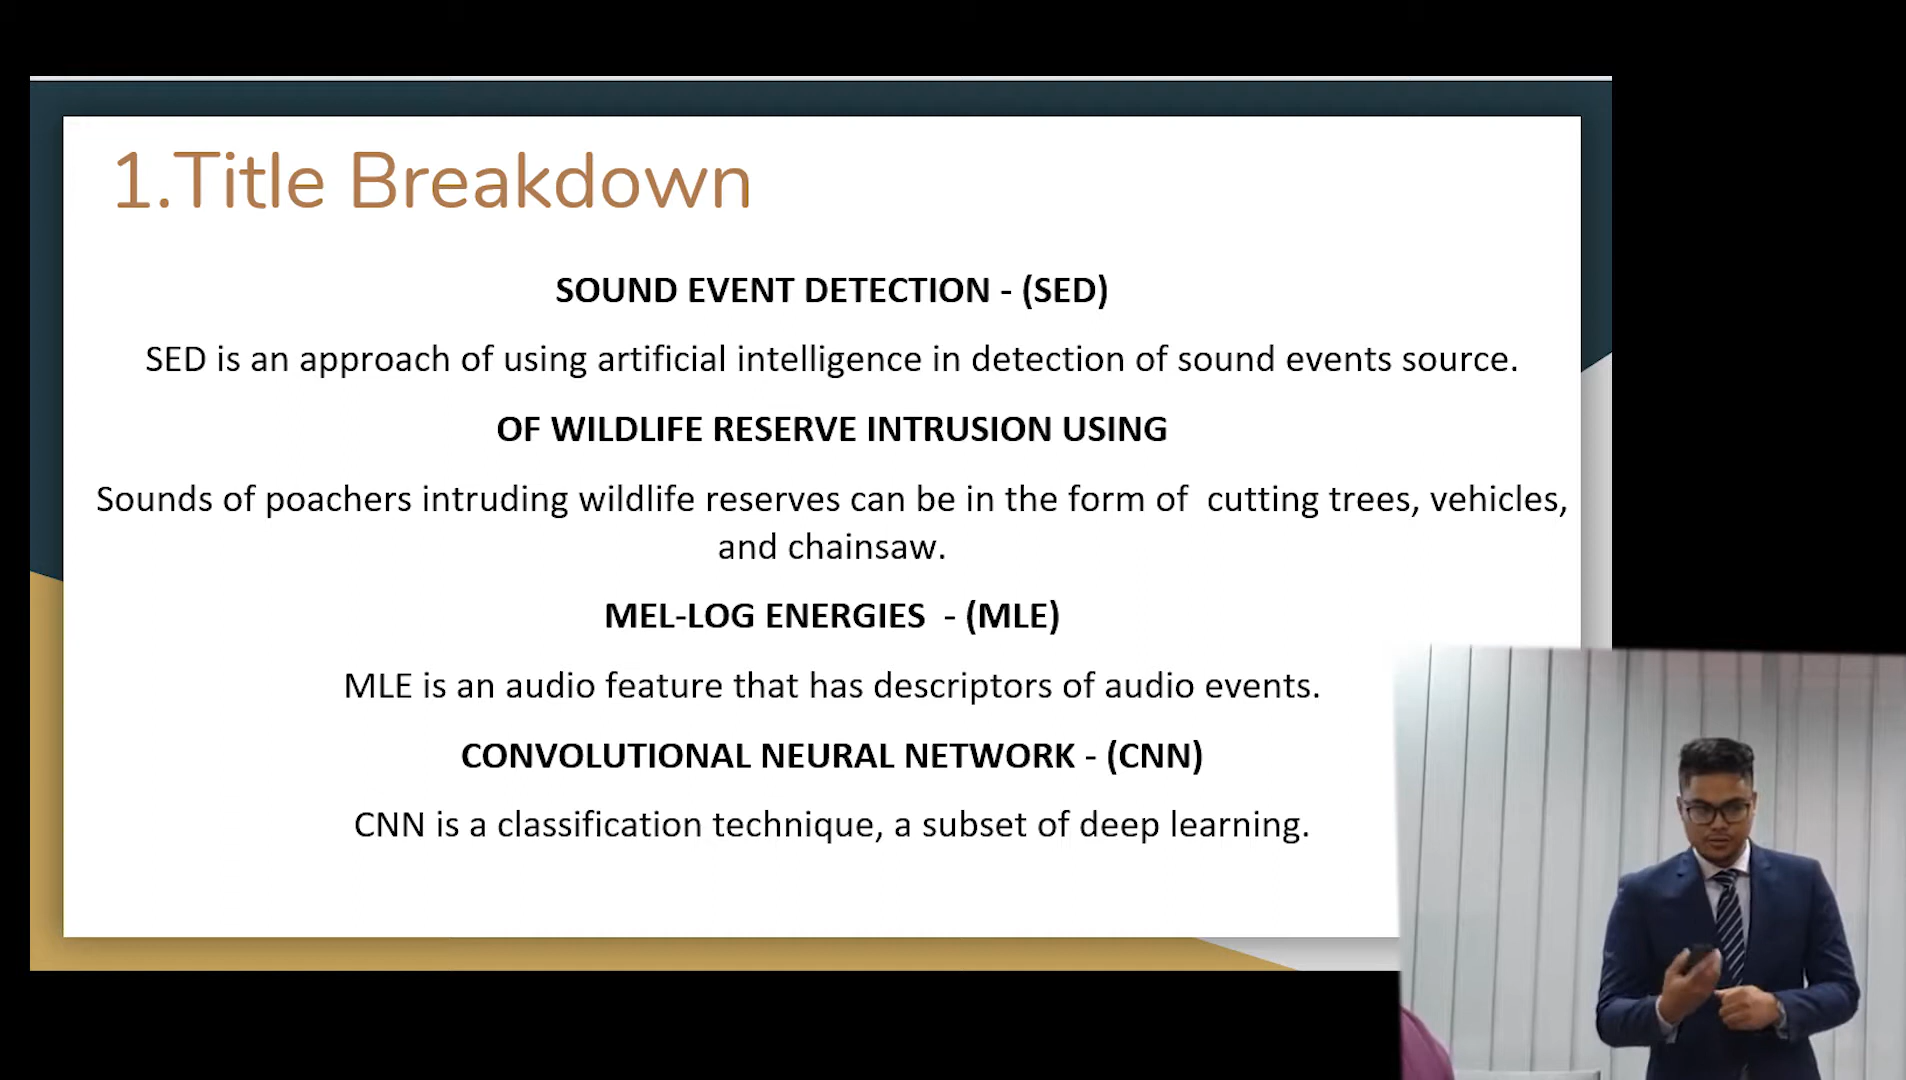 1.Title Breakdown
SOUND EVENT DETECTION - (SED)
SED is an approach of using artificial intelligence in detection of sound events source.
OF WILDLIFE RESERVE INTRUSION USING
Sounds of poachers intruding wildlife reserves can be in the form of  cutting trees, vehicles,
and chainsaw.
MEL-LOG ENERGIES  - (MLE)
MLE is an audio feature that has descriptors of audio events.
CONVOLUTIONAL NEURAL NETWORK - (CNN)
CNN is a classification technique, a subset of deep learning.